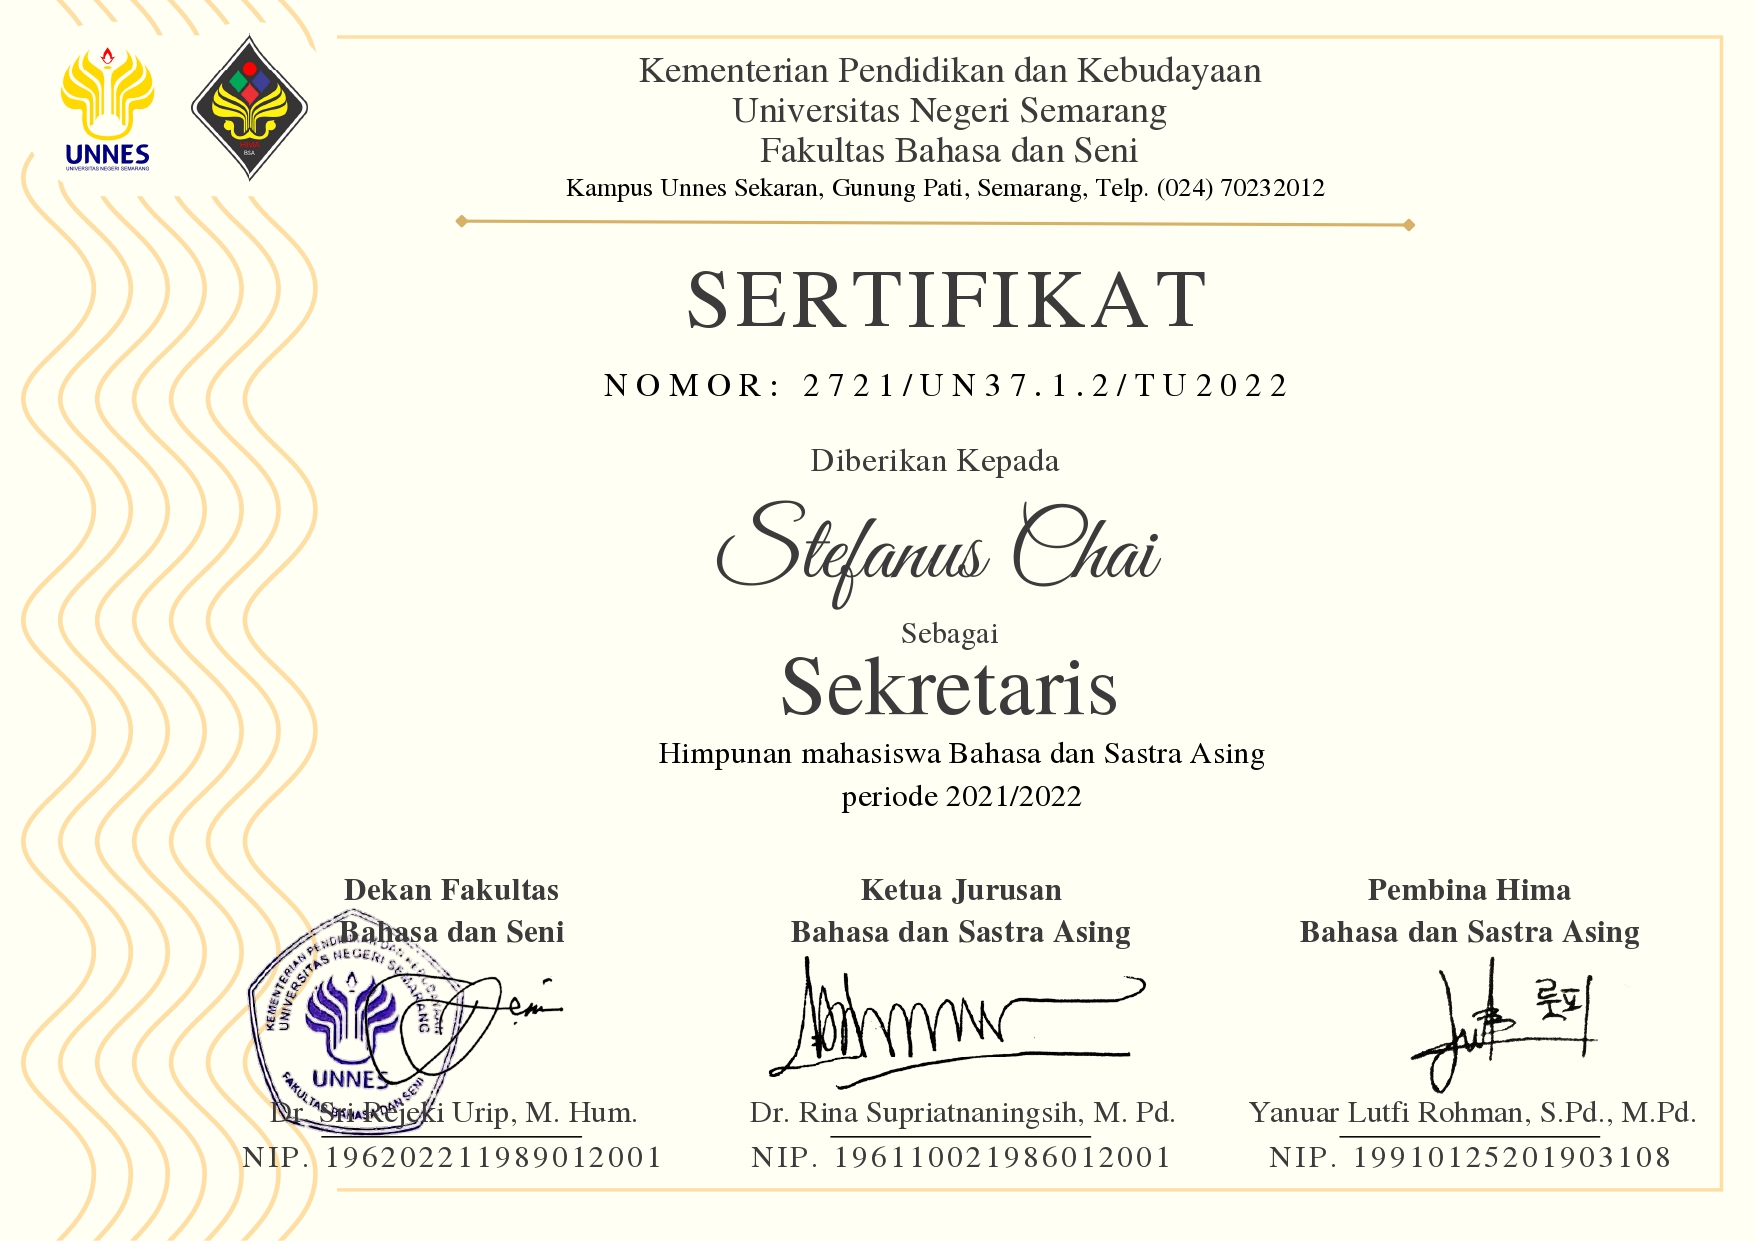 UNNES
UNIVERSITAS NEGERI SEMARANG
HIMA
BSA
Kementerian Pendidikan dan Kebudayaan
Universitas Negeri Semarang
Fakultas Bahasa dan Seni
Kampus Unnes Sekaran, Gunung Pati, Semarang, Telp. (024) 70232012
SERTIFIKAT
NOMOR: 2721/UN37.1.2/TU2022
Diberikan Kepada
Stefanus Chai
Sebagai
Sekretaris
Himpunan mahasiswa Bahasa dan Sastra Asing
periode 2021/2022
Dekan Fakultas
Bahasa dan Seni
KEMENTERIAN PENDIDIKAN DAN
UNIVERSITAS NEGERI SEMARANG
UNNES
FAKULTAS BAHASA DAN SENI
Dr. Sri Rejeki Urip, M. Hum.
NIP. 196202211989012001
Ketua Jurusan
Bahasa dan Sastra Asing
Dr. Rina Supriatnaningsih, M. Pd.
NIP. 196110021986012001
Pembina Hima
Bahasa dan Sastra Asing
루피
Yanuar Lutfi Rohman, S.Pd., M.Pd.
NIP. 19910125201903108